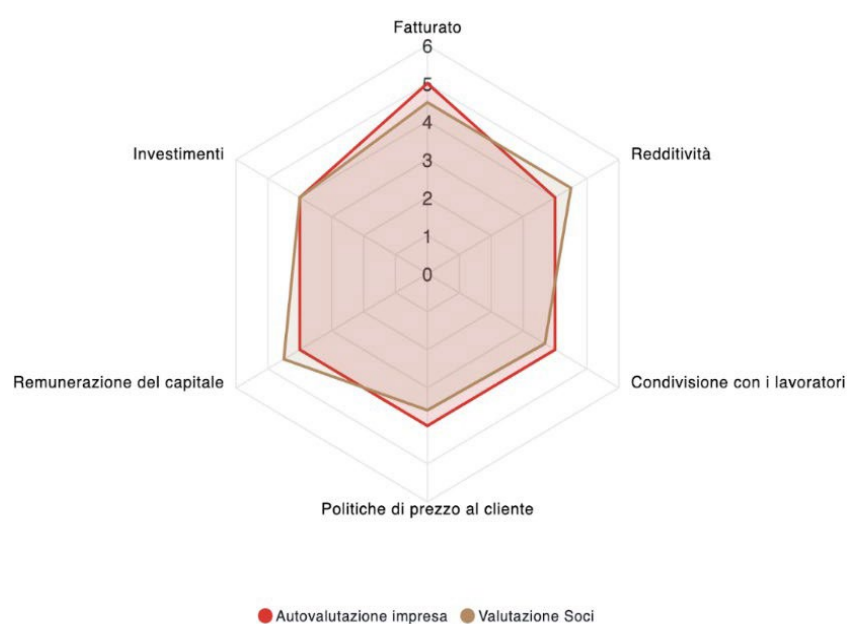 Fatturato
6
5
4
3
2
1
0
Investimenti
Redditività
Remunerazione del capitale
Condivisione con i lavoratori
Politiche di prezzo al cliente
Autovalutazione impresa
Valutazione Soci